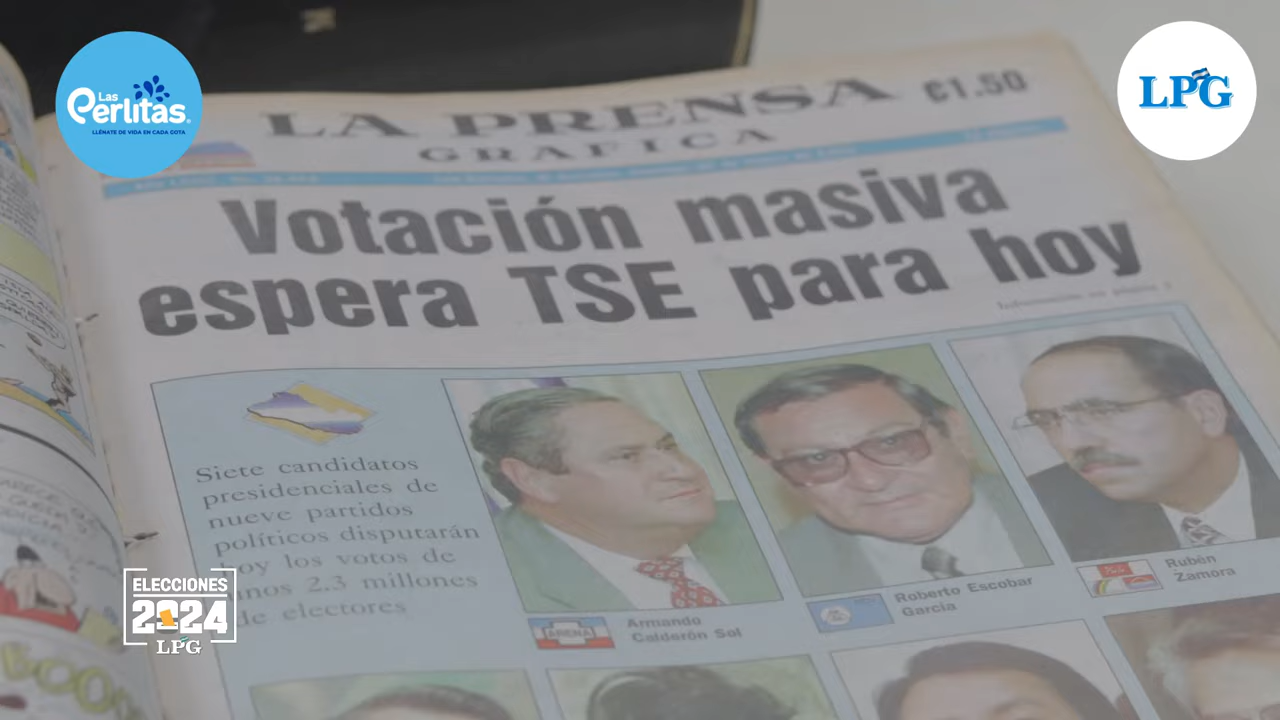 Las
Perlitas
LLÉNATE DE VIDA EN CADA GOTA
LPG
LA PRENSA
GRAFICA
¢1.50
Votación masiva
espera TSE para hoy
Siete candidatos
presidenciales de
nueve partidos
políticos disputarán
hoy los votos de
unos 2.3 millones
de electores
ARENA
Armando
Calderón Sol
Roberto Escobar
García
Rubén
Zamora
ELECCIONES
2024
LPG